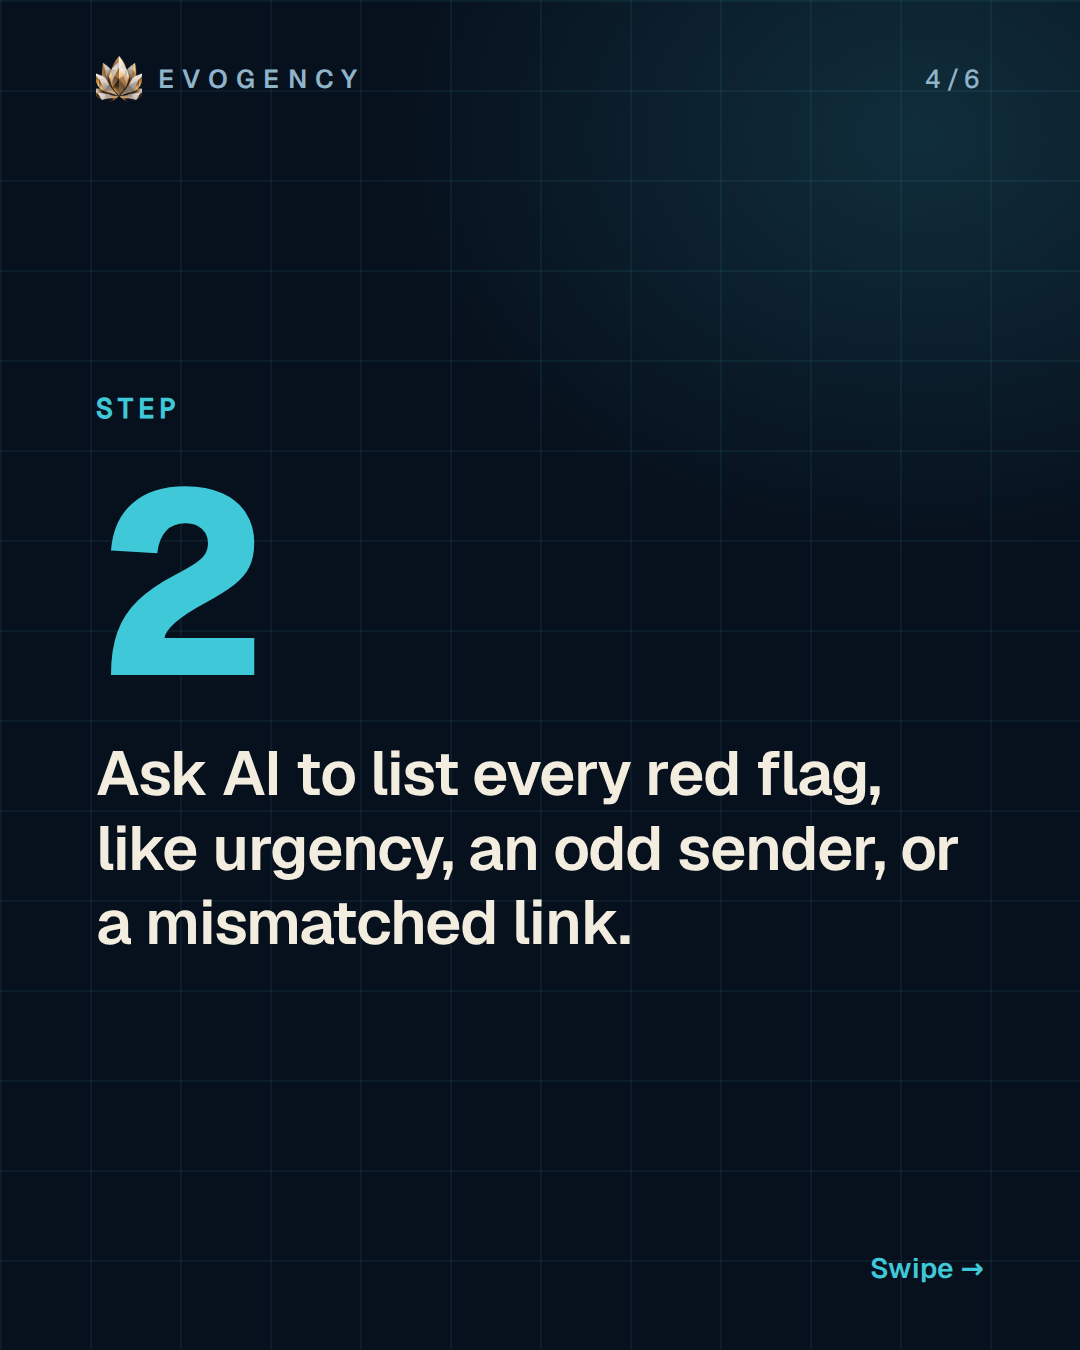 EVOGENCY
4/6
STEP
2
Ask AI to list every red flag,
like urgency, an odd sender, or
a mismatched link.
Swipe →